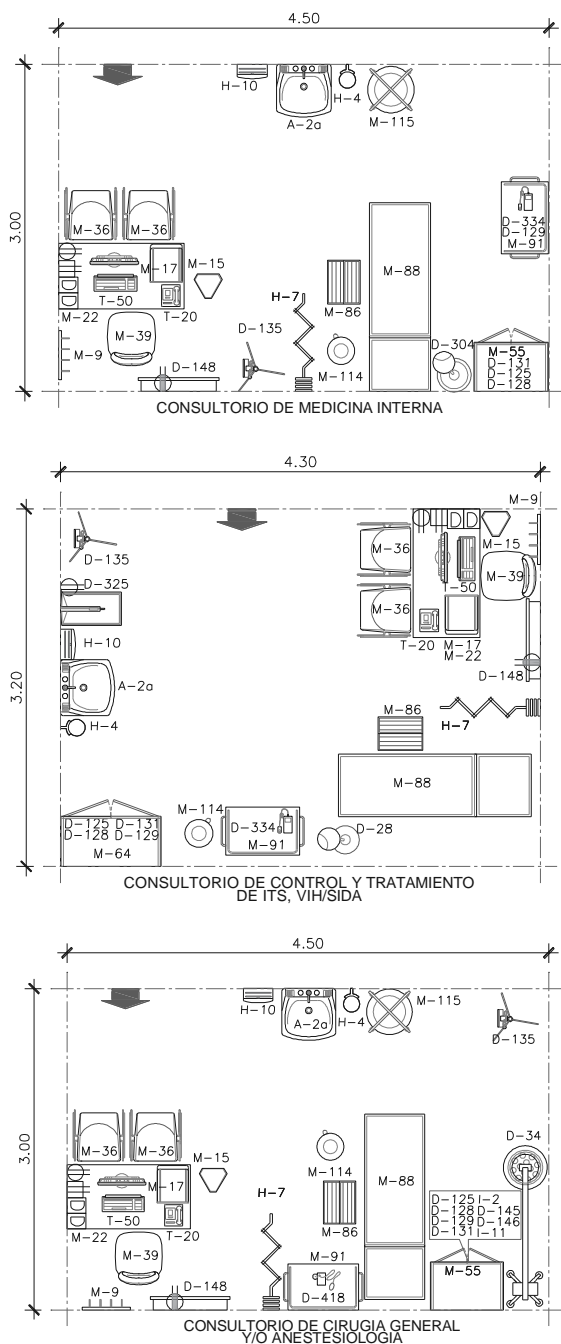 4.50
3.00
H-10
H-4
A-2a
M-115
M-36
M-36
D-334
D-129
M-91
M-17
M-15
M-88
T-50
T-20
H-7
M-86
M-22
M-39
D-135
M-9
D-148
M-114
D-304
M-55
D-131
D-125
D-128
CONSULTORIO DE MEDICINA INTERNA
4.30
3.20
M-9
D-135
M-36
M-15
M-39
D-325
T-50
M-36
H-10
T-20
M-17
M-22
D-148
A-2a
M-86
H-4
H-7
M-88
M-114
D-125 D-131
D-128 D-129
M-64
D-334
M-91
D-28
CONSULTORIO DE CONTROL Y TRATAMIENTO
DE ITS, VIH/SIDA
4.50
3.00
H-10
A-2a
H-4
M-115
D-135
M-36
M-36
M-15
M-114
D-34
M-17
M-88
H-7
M-86
D-125 I-2
D-128 D-145
D-129 D-146
D-131 I-11
T-50
T-20
M-22
M-39
M-91
M-55
D-148
M-9
D-418
CONSULTORIO DE CIRUGIA GENERAL
Y/O ANESTESIOLOGIA